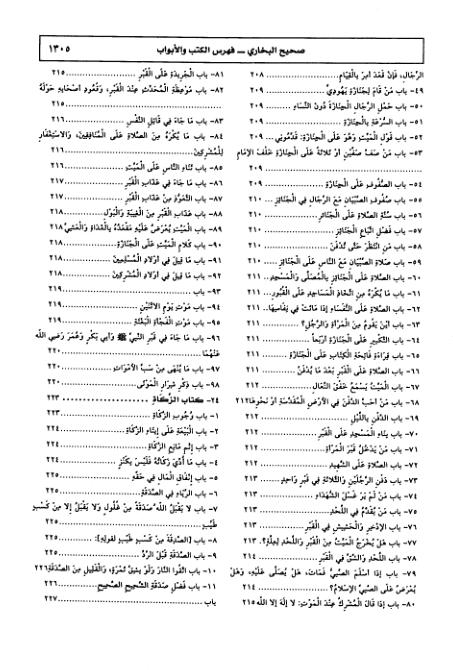 صحيح البخاري ــ فهرس الكتب والأبواب
١٣٠٥
الرِّجَالِ، فَإِنْ قَعَدَ أُمِرَ بِالْقِيَامِ ٢٠٨
٤٩- باب مَنْ قَامَ لِجَنَازَةِ يَهُودِيٍّ ٢٠٩
٥٠- باب حَمْلِ الرِّجَالِ الْجِنَازَةَ دُونَ النِّسَاءِ ٢٠٩
٥١- باب السُّرْعَةِ بِالْجِنَازَةِ ٢٠٩
٥٢- باب قَوْلِ الْمَيِّتِ وَهُوَ عَلَى الْجِنَازَةِ: قَدِّمُونِي ٢٠٩
٥٣- باب مَنْ صَفَّ صَفَّيْنِ أَوْ ثَلَاثَةً عَلَى الْجِنَازَةِ خَلْفَ الإِمَامِ
٢٠٩
٥٤- باب الصُّفُوفِ عَلَى الْجِنَازَةِ ٢٠٩
٥٥- باب صُفُوفِ الصِّبْيَانِ مَعَ الرِّجَالِ فِي الْجَنَائِزِ ٢١٠
٥٦- باب سُنَّةِ الصَّلَاةِ عَلَى الْجَنَائِزِ ٢١٠
٥٧- باب فَضْلِ اتِّبَاعِ الْجَنَائِزِ ٢١٠
٥٨- باب مَنِ انْتَظَرَ حَتَّى تُدْفَنَ ٢١٠
٥٩- باب صَلَاةِ الصِّبْيَانِ مَعَ النَّاسِ عَلَى الْجَنَائِزِ ٢١٠
٦٠- باب الصَّلَاةِ عَلَى الْجَنَائِزِ بِالْمُصَلَّى وَالْمَسْجِدِ ٢١٠
٦١- باب مَا يُكْرَهُ مِنِ اتِّخَاذِ الْمَسَاجِدِ عَلَى الْقُبُورِ ٢١١
٦٢- باب الصَّلَاةِ عَلَى النُّفَسَاءِ إِذَا مَاتَتْ فِي نِفَاسِهَا ٢١١
٦٣- باب أَيْنَ يَقُومُ مِنَ الْمَرْأَةِ وَالرَّجُلِ؟ ٢١١
٦٤- باب التَّكْبِيرِ عَلَى الْجَنَازَةِ أَرْبَعاً ٢١١
٦٥- باب قِرَاءَةِ فَاتِحَةِ الْكِتَابِ عَلَى الْجَنَازَةِ ٢١١
٦٦- باب الصَّلَاةِ عَلَى الْقَبْرِ بَعْدَ مَا يُدْفَنُ ٢١١
٦٧- باب الْمَيِّتُ يَسْمَعُ خَفْقَ النِّعَالِ ٢١٢
٦٨- باب مَنْ أَحَبَّ الدَّفْنَ فِي الأَرْضِ الْمُقَدَّسَةِ أَوْ نَحْوِهَا ٢١٢
٦٩- باب الدَّفْنِ بِاللَّيْلِ ٢١٢
٧٠- باب بِنَاءِ الْمَسْجِدِ عَلَى الْقَبْرِ ٢١٢
٧١- باب مَنْ يَدْخُلُ قَبْرَ الْمَرْأَةِ ٢١٢
٧٢- باب الصَّلَاةِ عَلَى الشَّهِيدِ ٢١٢
٧٣- باب دَفْنِ الرَّجُلَيْنِ وَالثَّلَاثَةِ فِي قَبْرٍ وَاحِدٍ ٢١٣
٧٤- باب مَنْ لَمْ يَرَ غَسْلَ الشُّهَدَاءِ ٢١٣
٧٥- باب مَنْ يُقَدَّمُ فِي اللَّحْدِ ٢١٣
٧٦- باب الإِذْخِرِ وَالْحَشِيشِ فِي الْقَبْرِ ٢١٣
٧٧- باب هَلْ يُخْرَجُ الْمَيِّتُ مِنَ الْقَبْرِ وَاللَّحْدِ لِعِلَّةٍ؟ ٢١٣
٧٨- باب اللَّحْدِ وَالشَّقِّ فِي الْقَبْرِ ٢١٤
٧٩- باب إِذَا أَسْلَمَ الصَّبِيُّ فَمَاتَ، هَلْ يُصَلَّى عَلَيْهِ، وَهَلْ
يُعْرَضُ عَلَى الصَّبِيِّ الإِسْلَامُ؟ ٢١٤
٨٠- باب إِذَا قَالَ الْمُشْرِكُ عِنْدَ الْمَوْتِ: لَا إِلَهَ إِلَّا اللَّهُ ٢١٥
٨١- باب الْجَرِيدَةِ عَلَى الْقَبْرِ ٢١٥
٨٢- باب مَوْعِظَةِ الْمُحَدِّثِ عِنْدَ الْقَبْرِ، وَقُعُودِ أَصْحَابِهِ حَوْلَهُ
٢١٥
٨٣- باب مَا جَاءَ فِي قَاتِلِ النَّفْسِ ٢١٦
٨٤- باب مَا يُكْرَهُ مِنَ الصَّلَاةِ عَلَى الْمُنَافِقِينَ، وَالاسْتِغْفَارِ
لِلْمُشْرِكِينَ ٢١٦
٨٥- باب ثَنَاءِ النَّاسِ عَلَى الْمَيِّتِ ٢١٦
٨٦- باب مَا جَاءَ فِي عَذَابِ الْقَبْرِ ٢١٧
٨٧- باب التَّعَوُّذِ مِنْ عَذَابِ الْقَبْرِ ٢١٧
٨٨- باب عَذَابِ الْقَبْرِ مِنَ الْغِيبَةِ وَالْبَوْلِ ٢١٨
٨٩- باب الْمَيِّتُ يُعْرَضُ عَلَيْهِ مَقْعَدُهُ بِالْغَدَاةِ وَالْعَشِيِّ ٢١٨
٩٠- باب كَلَامِ الْمَيِّتِ عَلَى الْجَنَازَةِ ٢١٨
٩١- باب مَا قِيلَ فِي أَوْلَادِ الْمُسْلِمِينَ ٢١٨
٩٢- باب مَا قِيلَ فِي أَوْلَادِ الْمُشْرِكِينَ ٢١٨
٩٣- باب ٢١٩
٩٤- باب مَوْتِ يَوْمِ الاثْنَيْنِ ٢١٩
٩٥- باب مَوْتِ الْفَجْأَةِ الْبَغْتَةِ ٢١٩
٩٦- باب مَا جَاءَ فِي قَبْرِ النَّبِيِّ ﷺ وَأَبِي بَكْرٍ وَعُمَرَ رَضِيَ اللَّهُ
عَنْهُمَا ٢٢٠
٩٧- باب مَا يُنْهَى مِنْ سَبِّ الأَمْوَاتِ ٢٢٠
٩٨- باب ذِكْرِ شِرَارِ الْمَوْتَى ٢٢٠
٢٤- كتاب الزَّكَاةِ ٢٢٣
١- باب وُجُوبِ الزَّكَاةِ ٢٢٣
٢- باب الْبَيْعَةِ عَلَى إِيتَاءِ الزَّكَاةِ ٢٢٤
٣- باب إِثْمِ مَانِعِ الزَّكَاةِ ٢٢٤
٤- باب مَا أُدِّيَ زَكَاتُهُ فَلَيْسَ بِكَنْزٍ ٢٢٤
٥- باب إِنْفَاقِ الْمَالِ فِي حَقِّهِ ٢٢٥
٦- باب الرِّيَاءِ فِي الصَّدَقَةِ ٢٢٥
٧- باب لَا يَقْبَلُ اللَّهُ صَدَقَةً مِنْ غُلُولٍ وَلَا يَقْبَلُ إِلَّا مِنْ كَسْبٍ
طَيِّبٍ ٢٢٥
٨- باب [الصَّدَقَةُ مِنْ كَسْبٍ طَيِّبٍ لِقولِهِ]: ٢٢٥
٩- باب الصَّدَقَةِ قَبْلَ الرَّدِّ ٢٢٥
١٠- باب اتَّقُوا النَّارَ وَلَوْ بِشِقِّ تَمْرَةٍ، وَالْقَلِيلِ مِنَ الصَّدَقَةِ ٢٢٦
١١- باب فَضْلِ صَدَقَةِ الشَّحِيحِ الصَّحِيحِ ٢٢٦
باب ٢٢٧